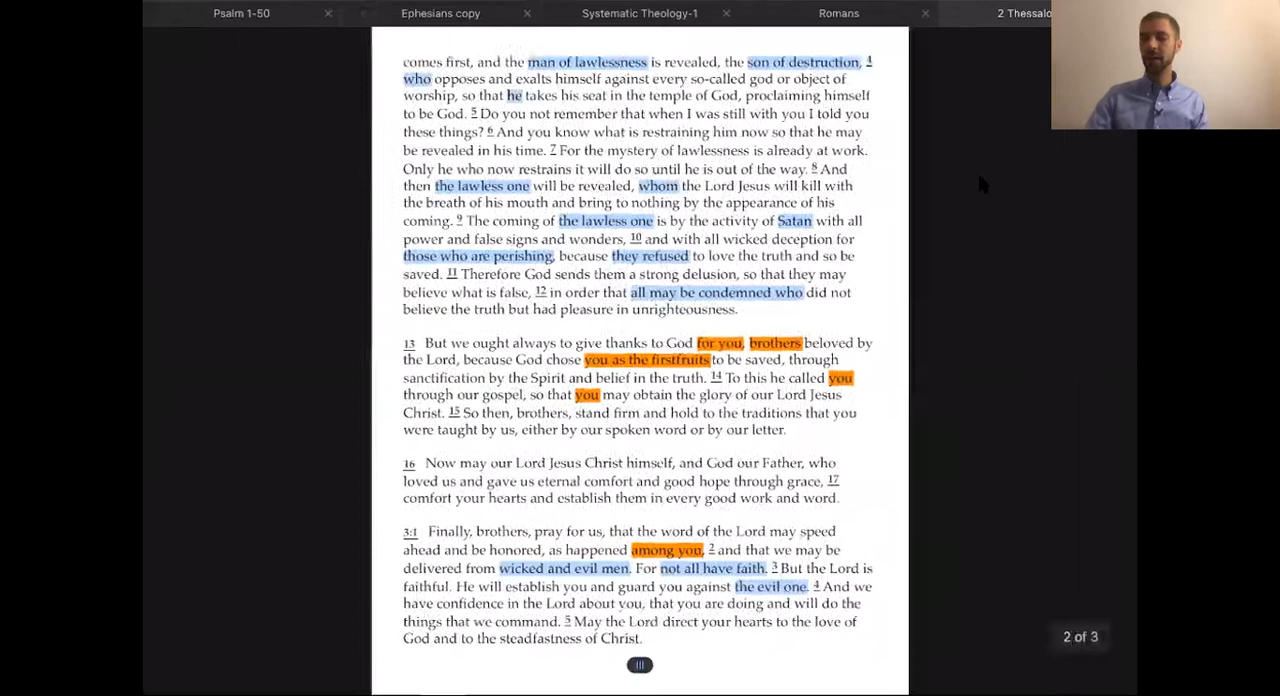 Psalm 1-50 × Ephesians copy × Systematic Theology-1 × Romans × 2 Thessalo
comes first, and the man of lawlessness is revealed, the son of destruction, 4
who opposes and exalts himself against every so-called god or object of
worship, so that he takes his seat in the temple of God, proclaiming himself
to be God. 5 Do you not remember that when I was still with you I told you
these things? 6 And you know what is restraining him now so that he may
be revealed in his time. 7 For the mystery of lawlessness is already at work.
Only he who now restrains it will do so until he is out of the way. 8 And
then the lawless one will be revealed, whom the Lord Jesus will kill with
the breath of his mouth and bring to nothing by the appearance of his
coming. 9 The coming of the lawless one is by the activity of Satan with all
power and false signs and wonders, 10 and with all wicked deception for
those who are perishing, because they refused to love the truth and so be
saved. 11 Therefore God sends them a strong delusion, so that they may
believe what is false, 12 in order that all may be condemned who did not
believe the truth but had pleasure in unrighteousness.
13 But we ought always to give thanks to God for you, brothers beloved by
the Lord, because God chose you as the firstfruits to be saved, through
sanctification by the Spirit and belief in the truth. 14 To this he called you
through our gospel, so that you may obtain the glory of our Lord Jesus
Christ. 15 So then, brothers, stand firm and hold to the traditions that you
were taught by us, either by our spoken word or by our letter.
16 Now may our Lord Jesus Christ himself, and God our Father, who
loved us and gave us eternal comfort and good hope through grace, 17
comfort your hearts and establish them in every good work and word.
3:1 Finally, brothers, pray for us, that the word of the Lord may speed
ahead and be honored, as happened among you, 2 and that we may be
delivered from wicked and evil men. For not all have faith. 3 But the Lord is
faithful. He will establish you and guard you against the evil one. 4 And we
have confidence in the Lord about you, that you are doing and will do the
things that we command. 5 May the Lord direct your hearts to the love of
God and to the steadfastness of Christ.
2 of 3